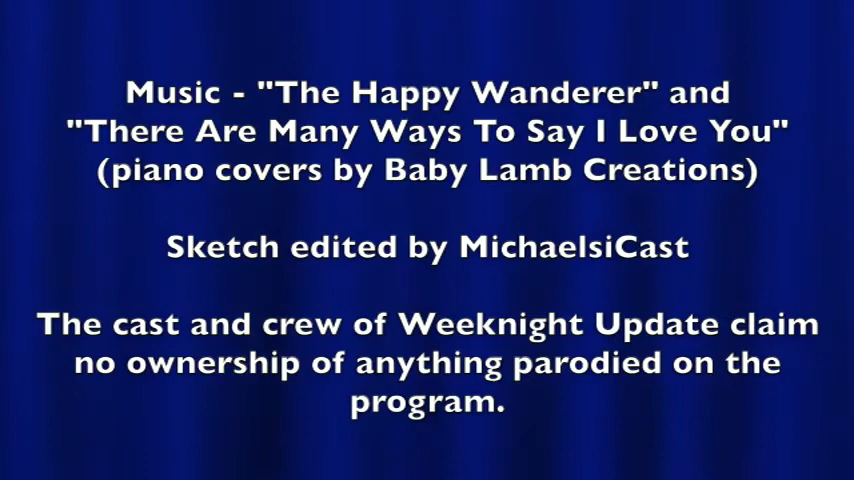 Music - "The Happy Wanderer" and
"There Are Many Ways To Say I Love You"
(piano covers by Baby Lamb Creations)
Sketch edited by MichaelsiCast
The cast and crew of Weeknight Update claim
no ownership of anything parodied on the
program.